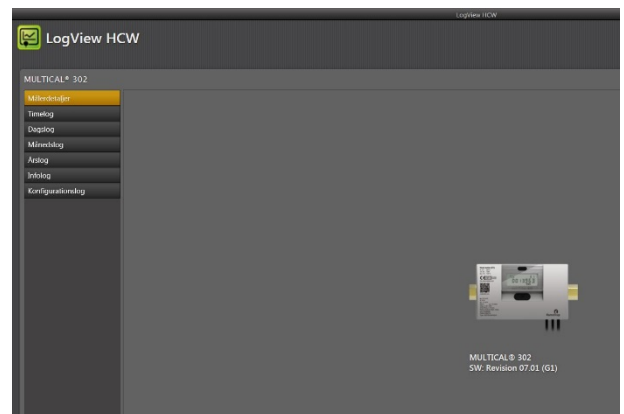 LogView HCW
LogView HCW
MULTICAL® 302
Målerdetaljer
Timelog
Dagslog
Månedslog
Årslog
Infolog
Konfigurationslog
MULTICAL® 302
SW: Revision 07.01 (G1)